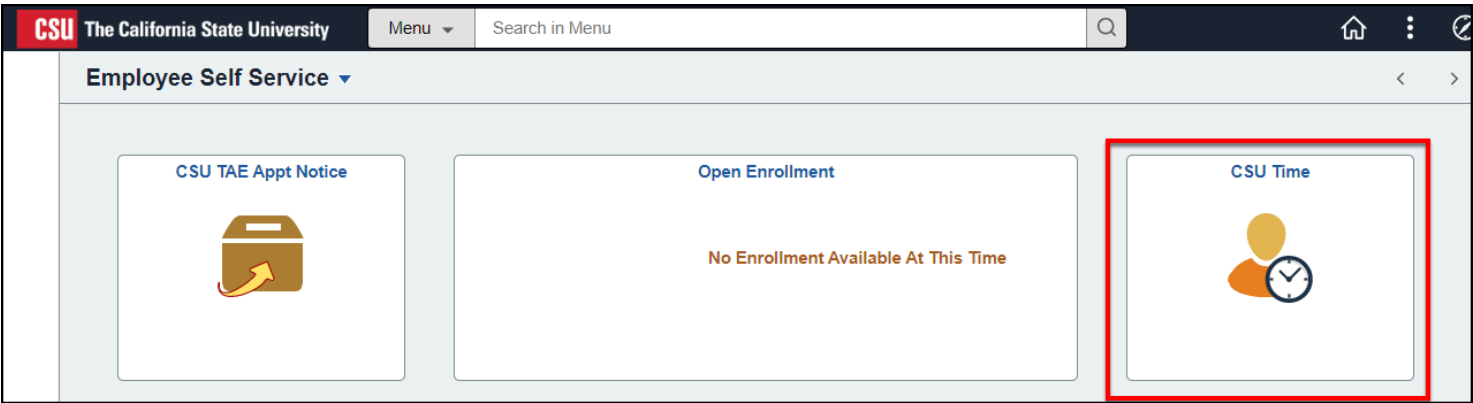 CSU The California State University Menu Search in Menu
Employee Self Service
CSU TAE Appt Notice
Open Enrollment
No Enrollment Available At This Time
CSU Time